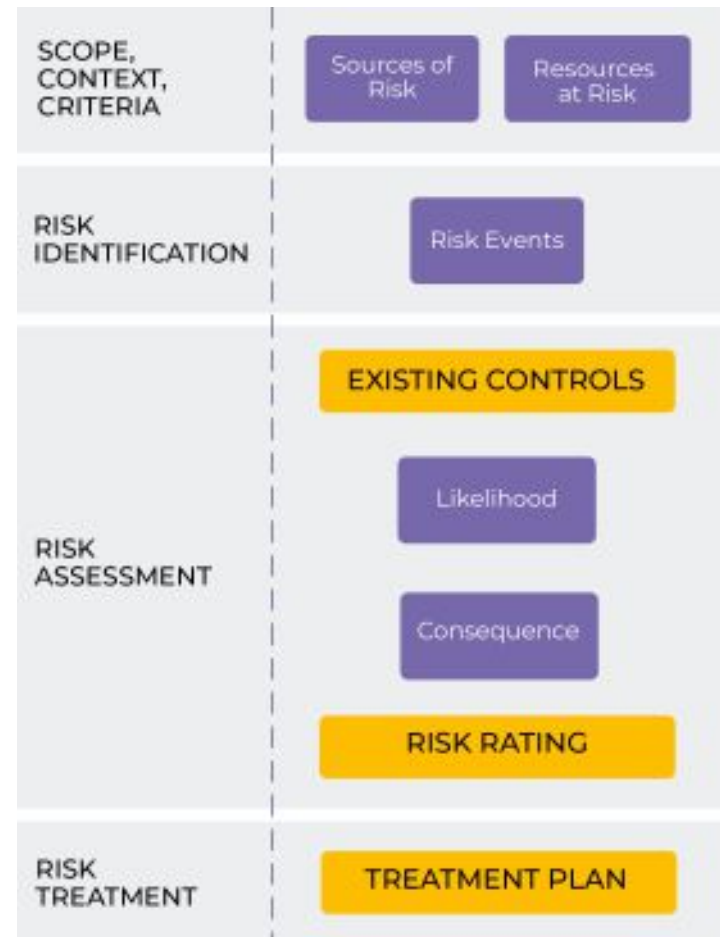 SCOPE,
CONTEXT,
CRITERIA
Sources of
Risk
Resources
at Risk
RISK
IDENTIFICATION
Risk Events
RISK
ASSESSMENT
EXISTING CONTROLS
Likelihood
Consequence
RISK RATING
RISK
TREATMENT
TREATMENT PLAN